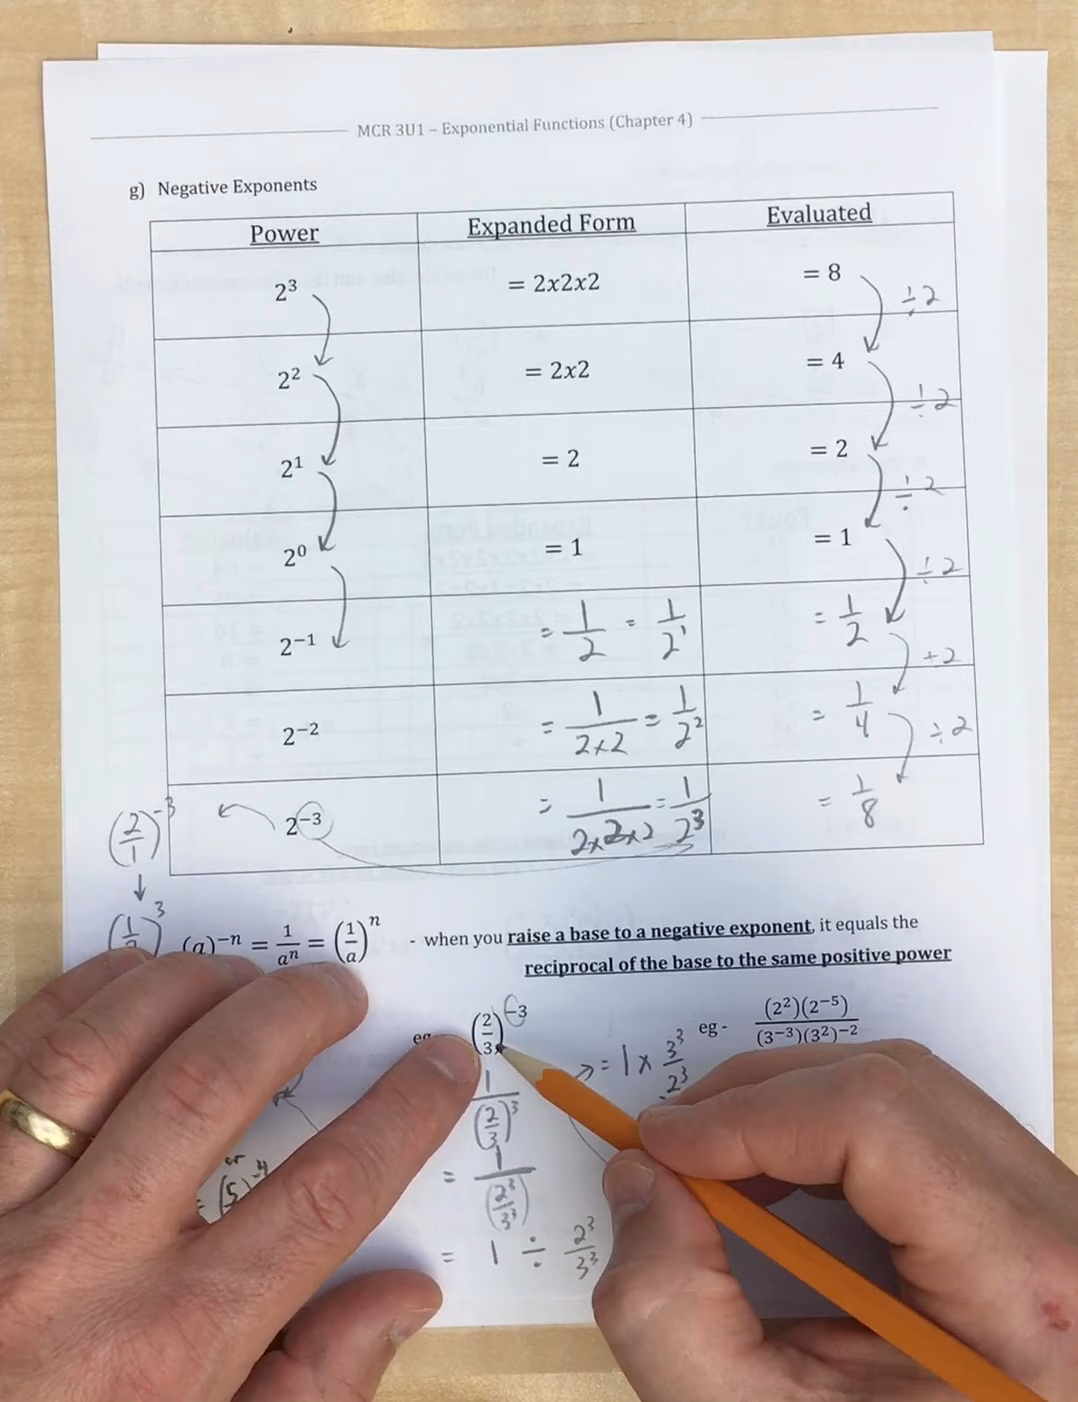 MCR 3U1 – Exponential Functions (Chapter 4)
g) Negative Exponents
Power Expanded Form Evaluated
2³ = 2x2x2 = 8 ÷2
2² = 2x2 = 4 ÷2
2¹ = 2 = 2 ÷2
2⁰ = 1 = 1 ÷2
2⁻¹ = 1/2 = 1/2¹ = 1/2 ÷2
2⁻² = 1/(2x2) = 1/2² = 1/4 ÷2
2⁻³ = 1/(2x2x2) = 1/2³ = 1/8
(2/1)⁻³
(a)⁻ⁿ = 1/aⁿ = (1/a)ⁿ - when you raise a base to a negative exponent, it equals the
reciprocal of the base to the same positive power
(2/3)⁻³ = 1 x 3³/2³ eg - (2²)(2⁻⁵)/(3⁻³)(3²)⁻²
1/(2/3)³
or
= 1/(2³/3³)
= (5)⁻⁴
= 1 ÷ 2³/3³